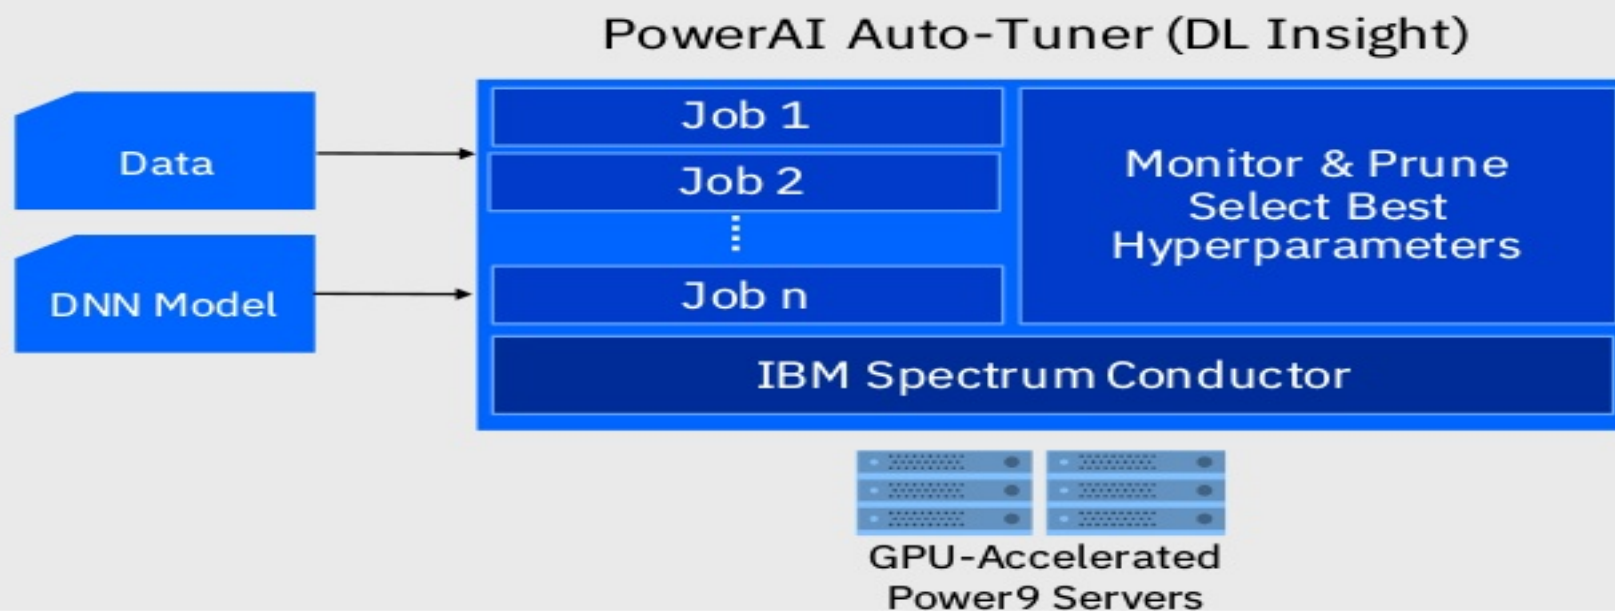 PowerAI Auto-Tuner (DL Insight)
Data
DNN Model
Job 1
Job 2
Job n
Monitor & Prune
Select Best
Hyperparameters
IBM Spectrum Conductor
GPU-Accelerated
Power9 Servers